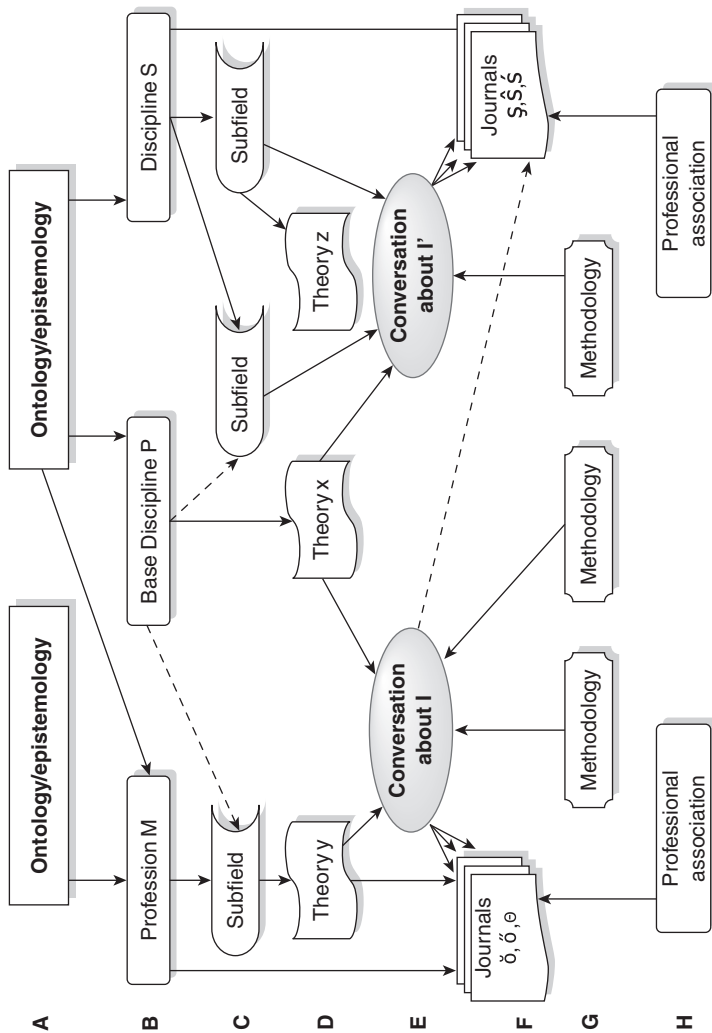 A
Ontology/epistemology
Ontology/epistemology
B
Profession M
Base Discipline P
Discipline S
C
Subfield
Subfield
Subfield
D
Theory y
Theory x
Theory z
E
Conversation
about I
Conversation
about I’
F
Journals
ŏ, ő ,ɵ
Journals
Ş,Ŝ,Ś
G
Methodology
Methodology
Methodology
H
Professional
association
Professional
association